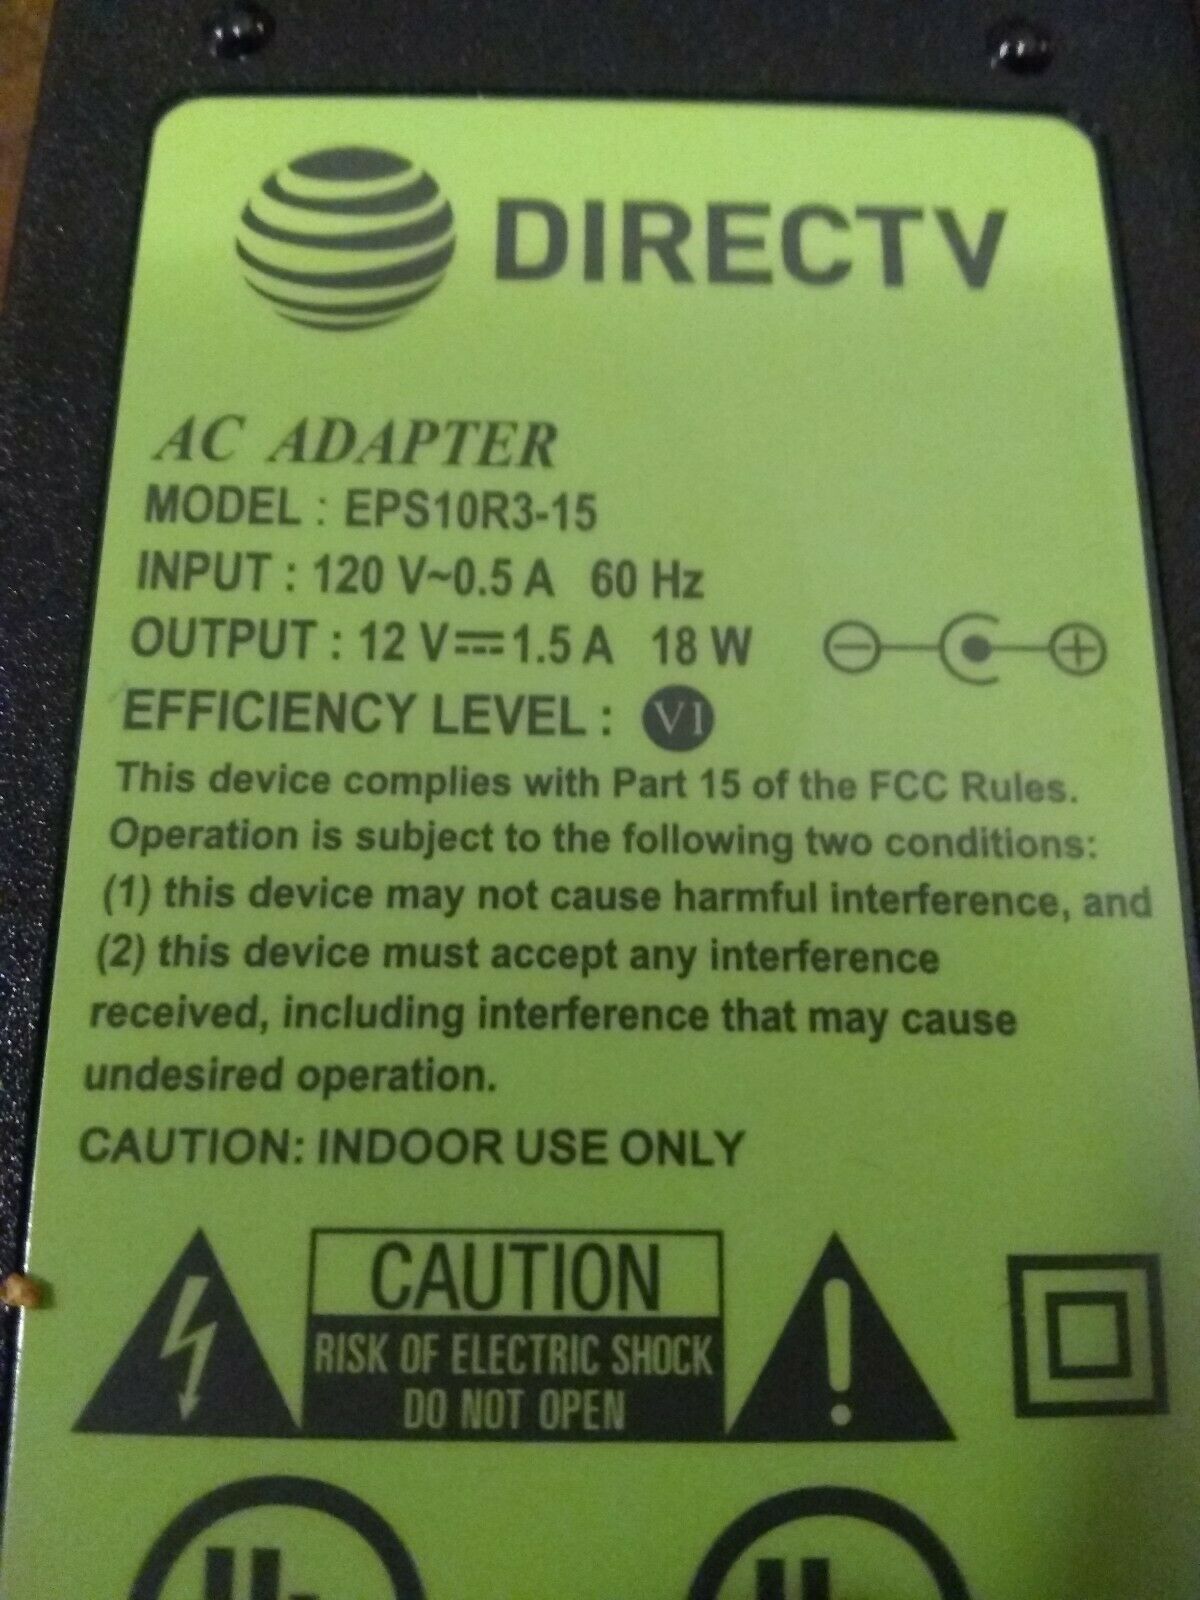 DIRECTV
AC ADAPTER
MODEL : EPS10R3-15
INPUT : 120 V~0.5 A 60 Hz
OUTPUT : 12 V⎓1.5 A 18 W
EFFICIENCY LEVEL : VI
This device complies with Part 15 of the FCC Rules.
Operation is subject to the following two conditions:
(1) this device may not cause harmful interference, and
(2) this device must accept any interference
received, including interference that may cause
undesired operation.
CAUTION: INDOOR USE ONLY
CAUTION
RISK OF ELECTRIC SHOCK
DO NOT OPEN